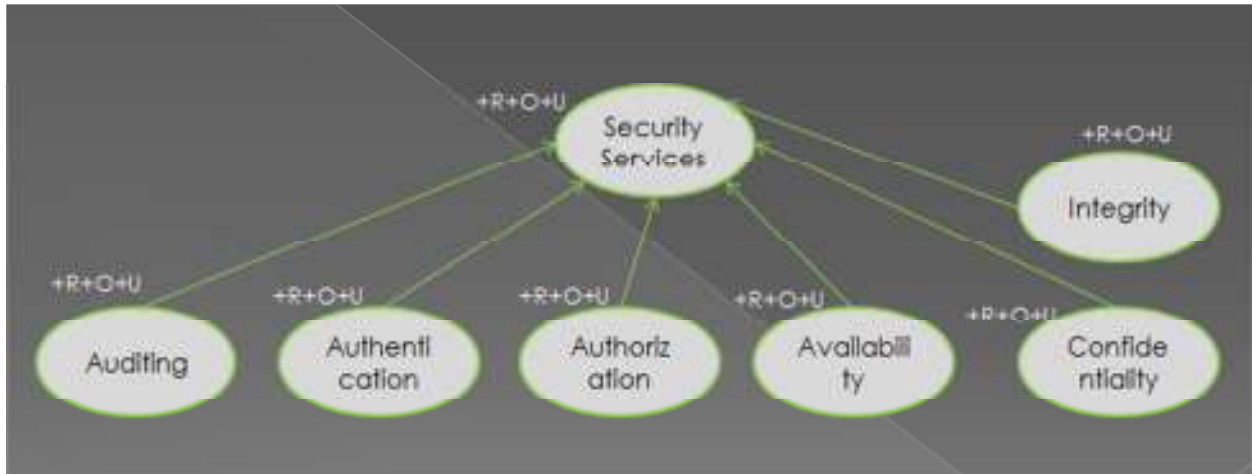 +R+O+U
Security
Services
+R+O+U
Integrity
+R+O+U
Auditing
+R+O+U
Authenti
cation
+R+O+U
Authoriz
ation
+R+O+U
Availabili
ty
+R+O+U
Confide
ntiality